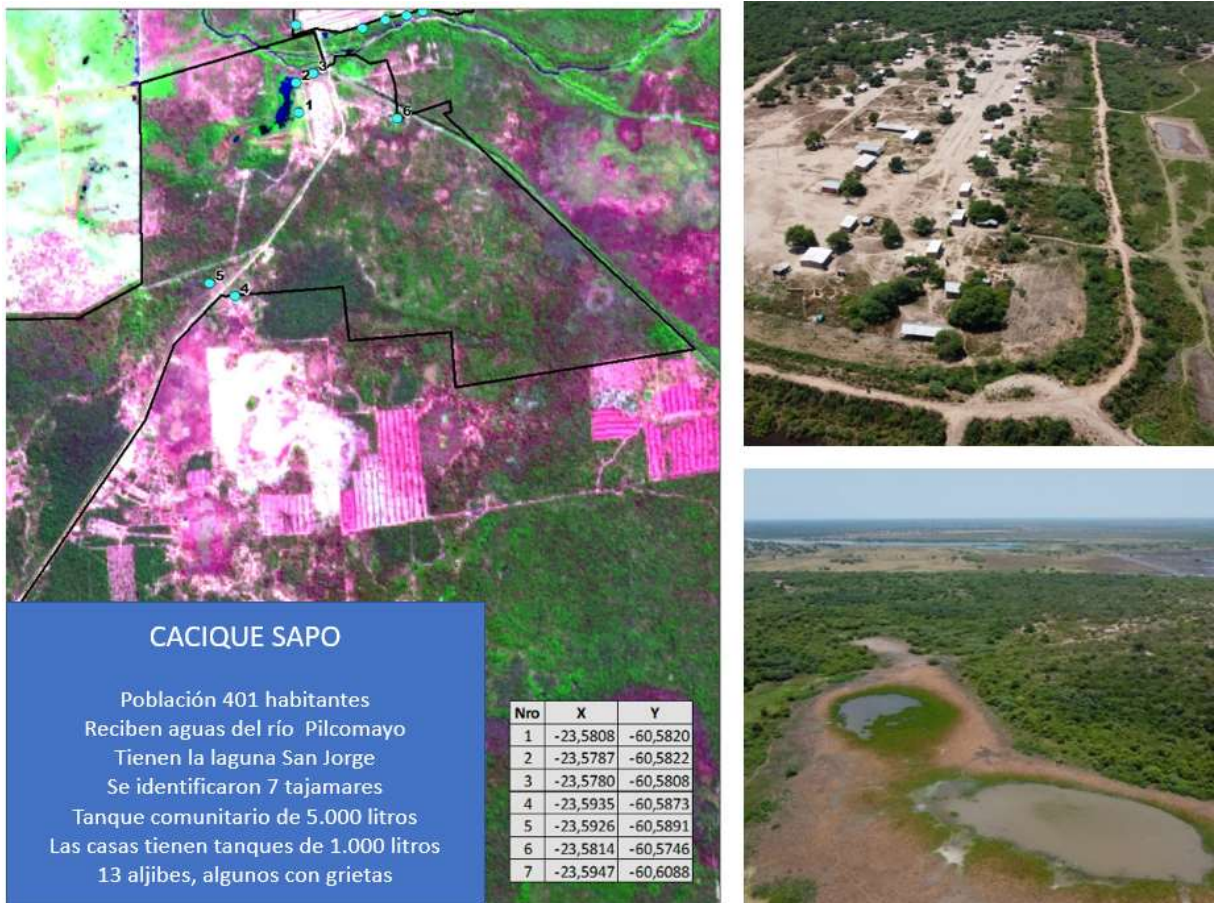 3
2
1
6
5
4
CACIQUE SAPO
Población 401 habitantes
Reciben aguas del río Pilcomayo
Tienen la laguna San Jorge
Se identificaron 7 tajamares
Tanque comunitario de 5.000 litros
Las casas tienen tanques de 1.000 litros
13 aljibes, algunos con grietas
Nro X Y
1 -23,5808 -60,5820
2 -23,5787 -60,5822
3 -23,5780 -60,5808
4 -23,5935 -60,5873
5 -23,5926 -60,5891
6 -23,5814 -60,5746
7 -23,5947 -60,6088